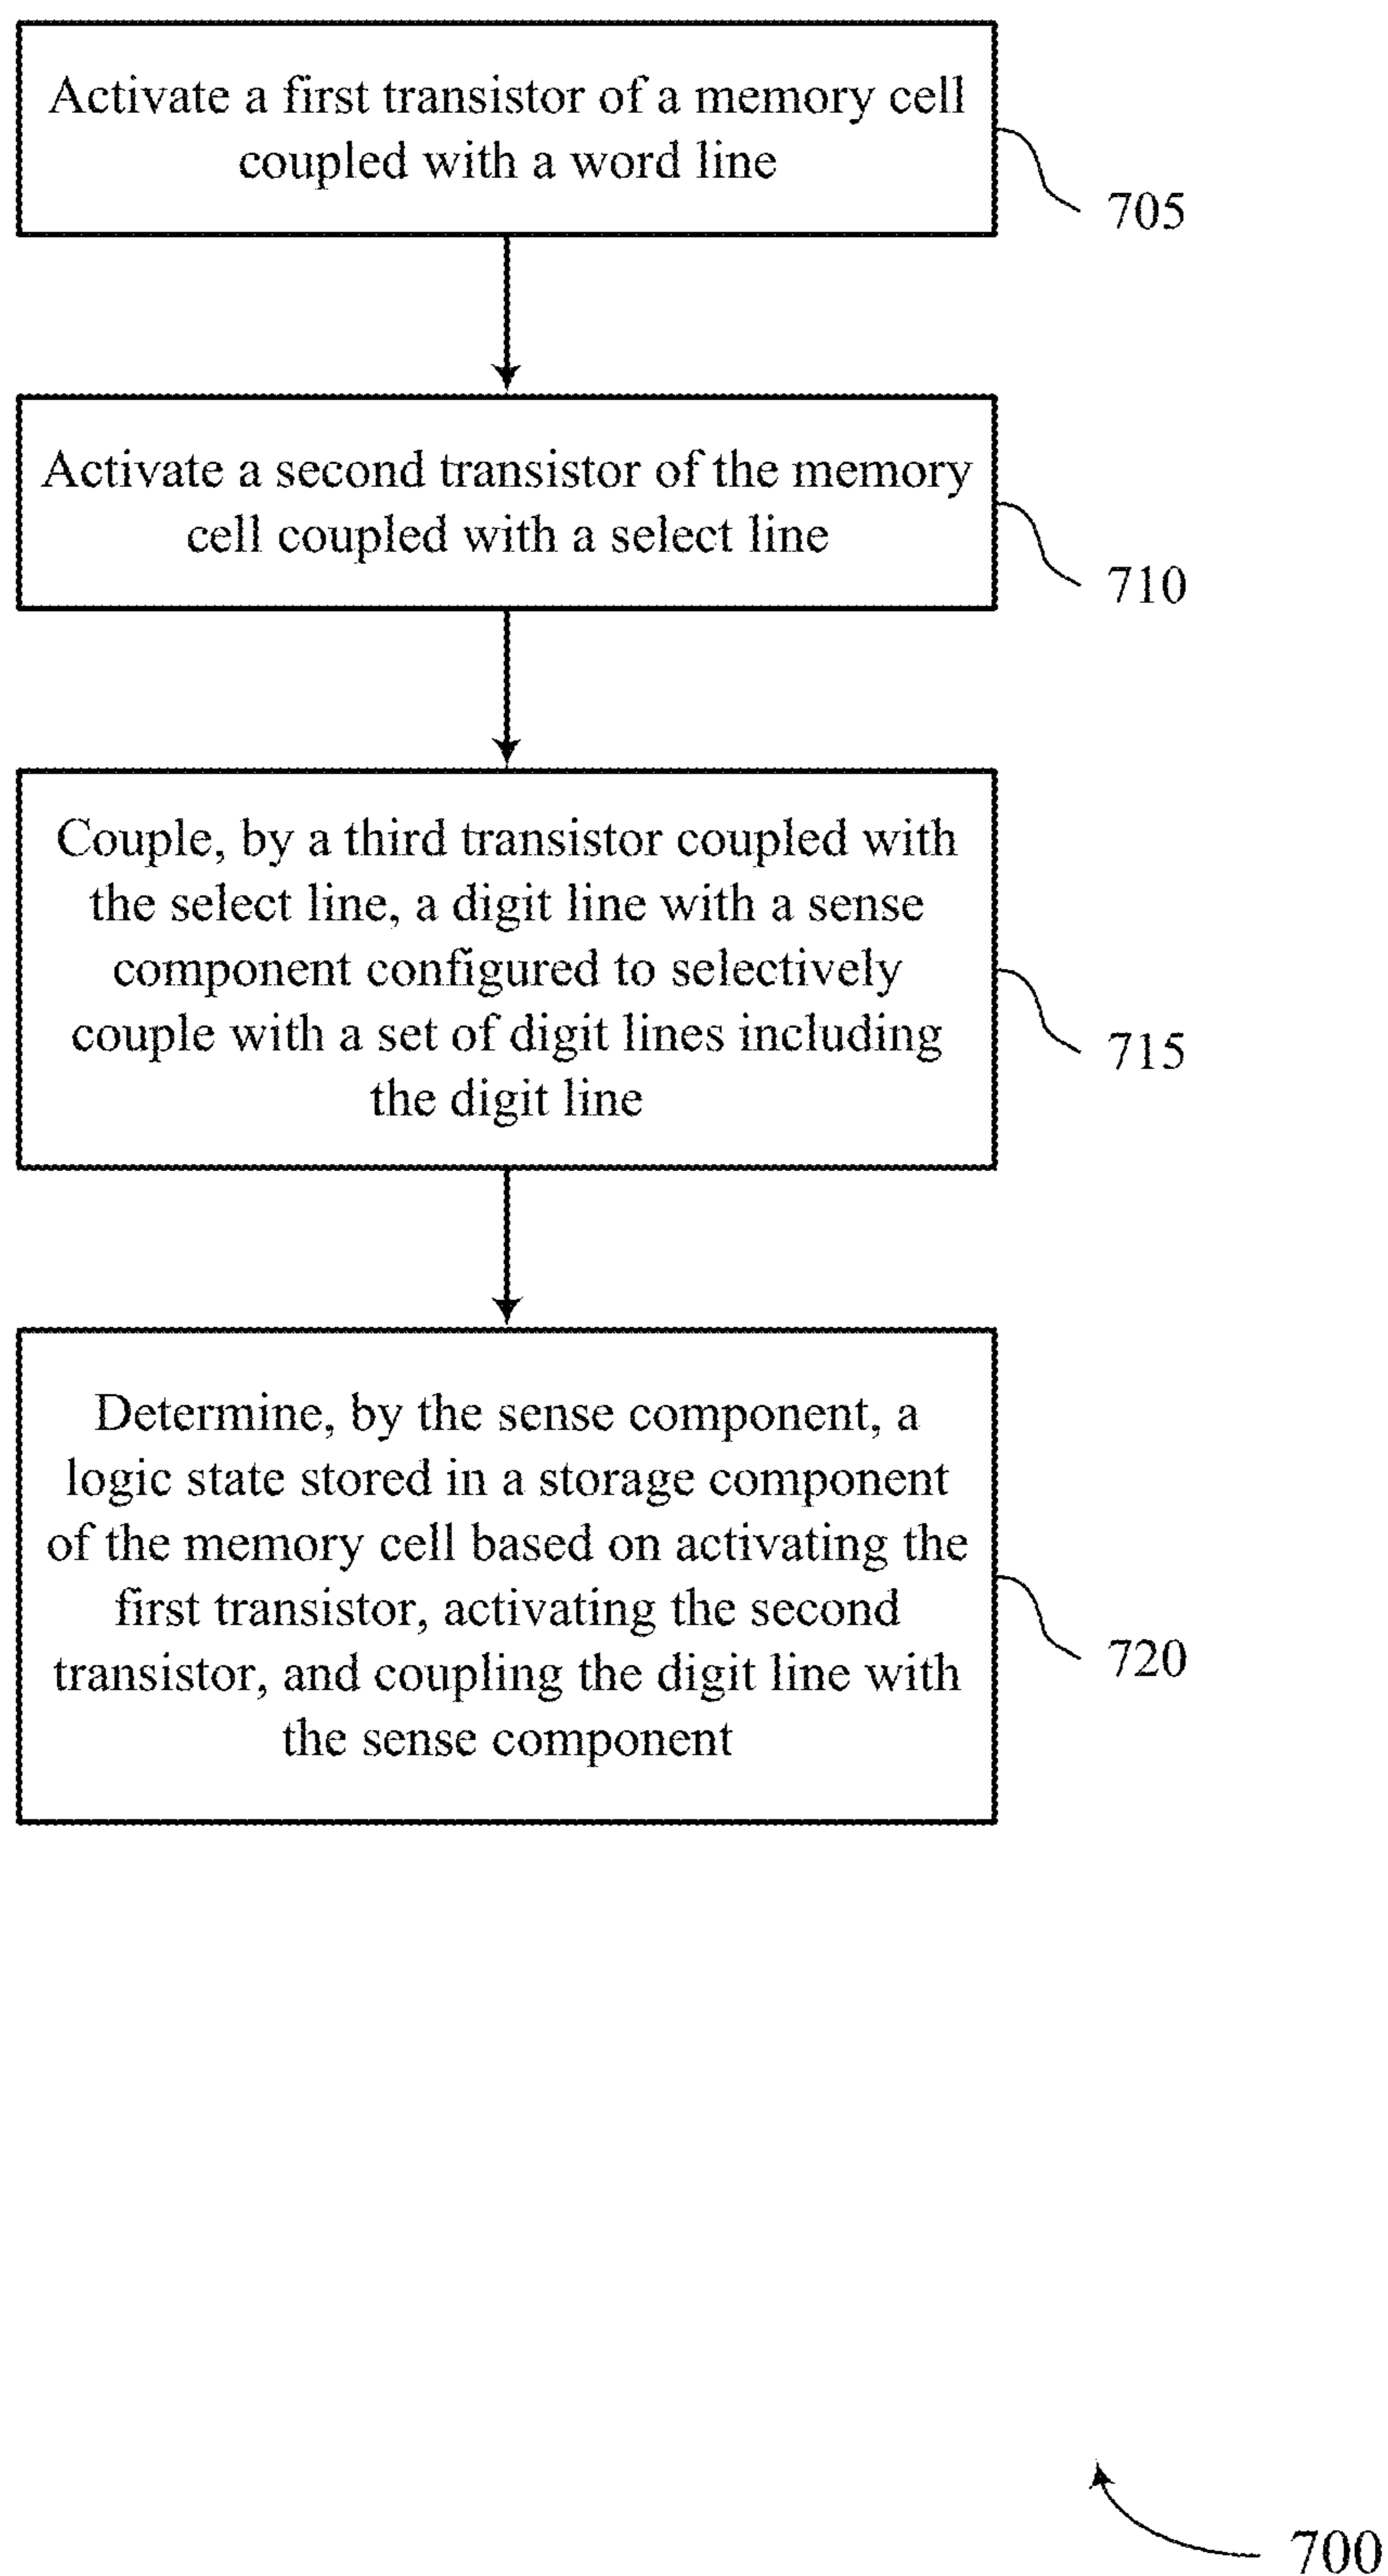 Activate a first transistor of a memory cell
coupled with a word line
705
Activate a second transistor of the memory
cell coupled with a select line
710
Couple, by a third transistor coupled with
the select line, a digit line with a sense
component configured to selectively
couple with a set of digit lines including
the digit line
715
Determine, by the sense component, a
logic state stored in a storage component
of the memory cell based on activating the
first transistor, activating the second
transistor, and coupling the digit line with
the sense component
720
700